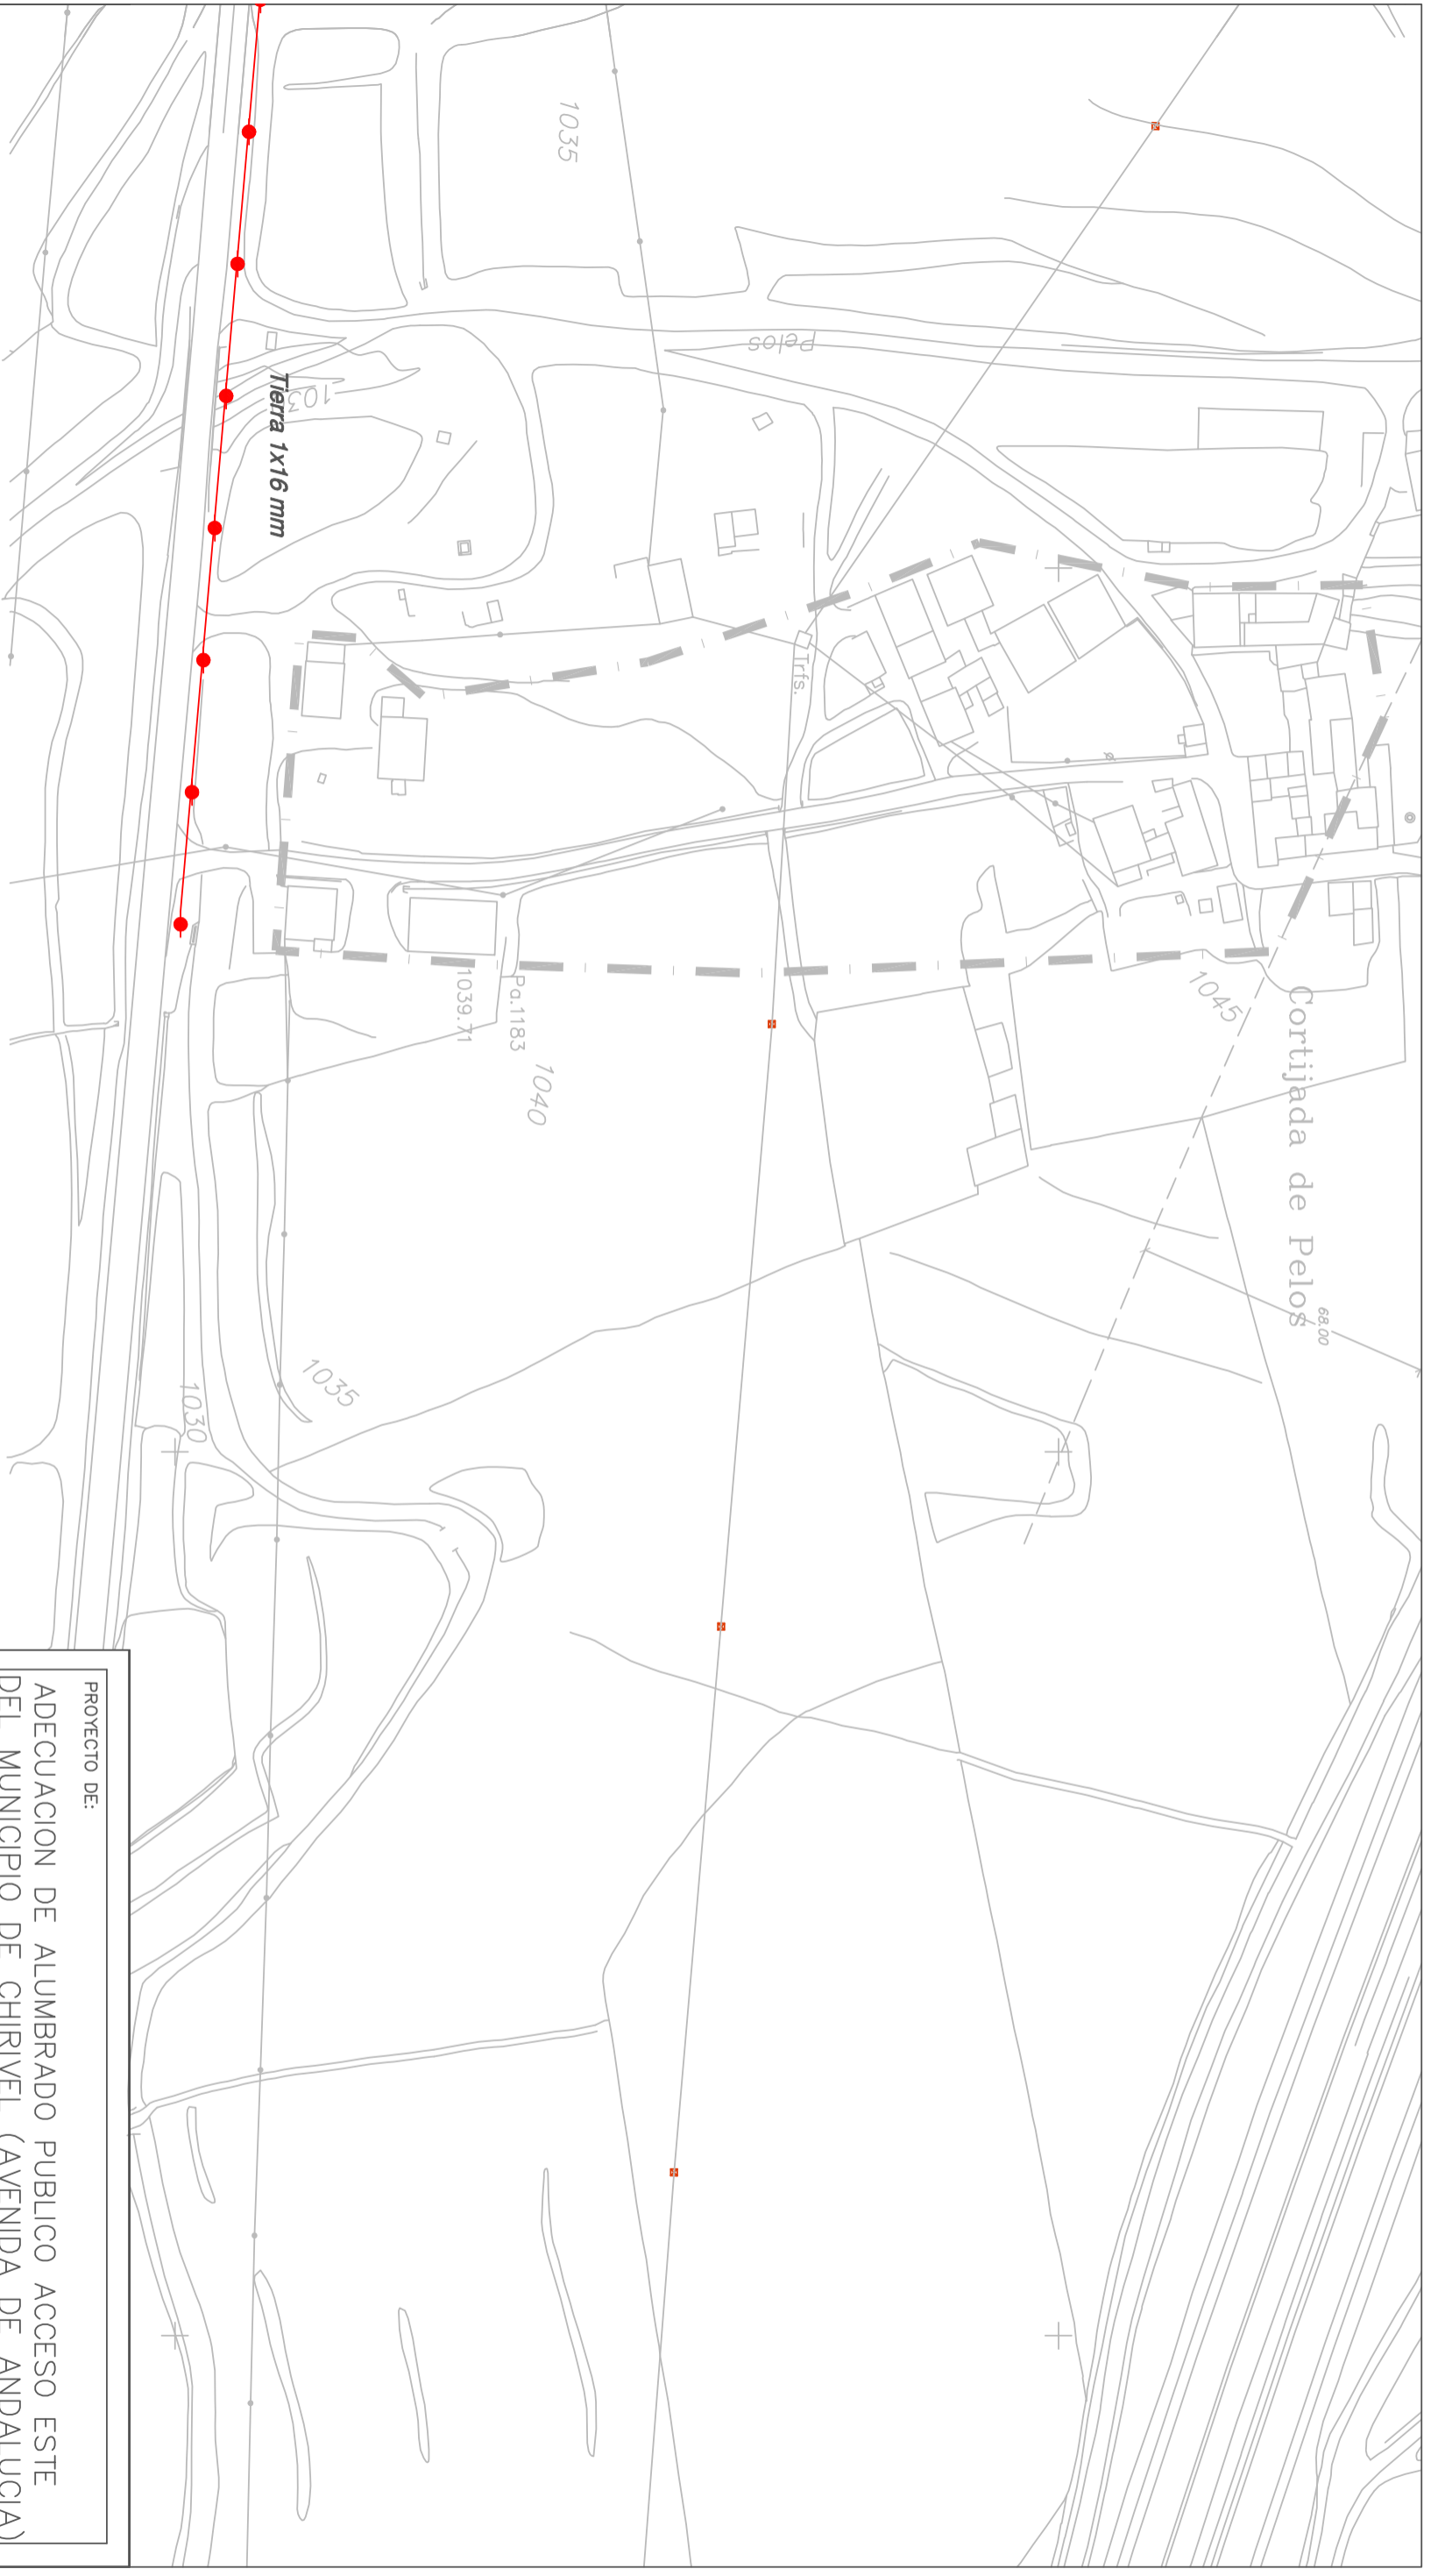 1035
Pelos
103
Tierra 1x16 mm
Trfs.
1045
Cortijada de Pelos
68.00
Pa.1183
1039.71
1040
1035
1030
PROYECTO DE:
ADECUACION DE ALUMBRADO PUBLICO ACCESO ESTE
DEL MUNICIPIO DE CHIRIVEL (AVENIDA DE ANDALUCIA)